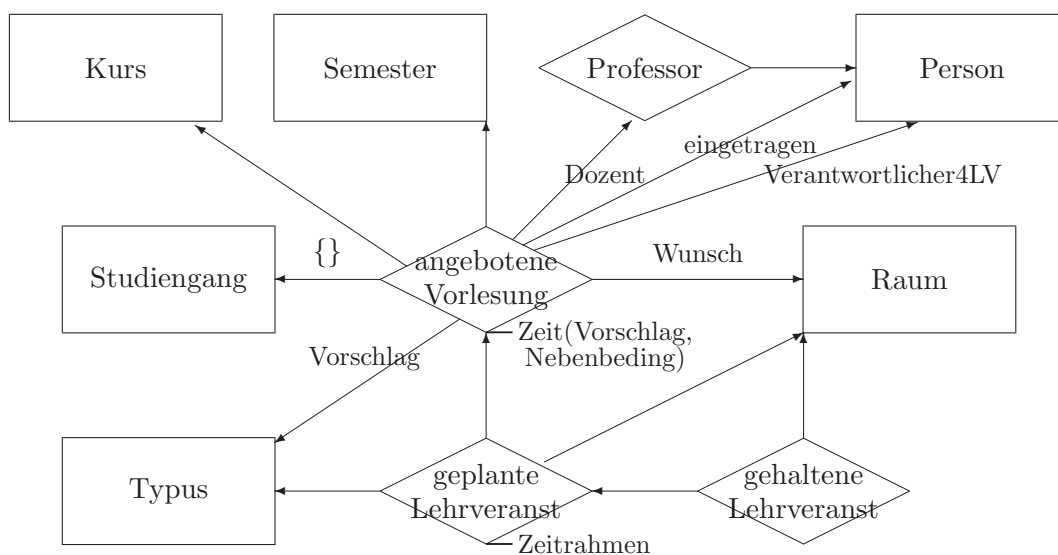 Kurs
Semester
Professor
Person
eingetragen
Dozent
Verantwortlicher4LV
Studiengang
{}
angebotene
Vorlesung
Wunsch
Raum
Zeit(Vorschlag,
Nebenbeding)
Vorschlag
Typus
geplante
Lehrveranst
gehaltene
Lehrveranst
Zeitrahmen